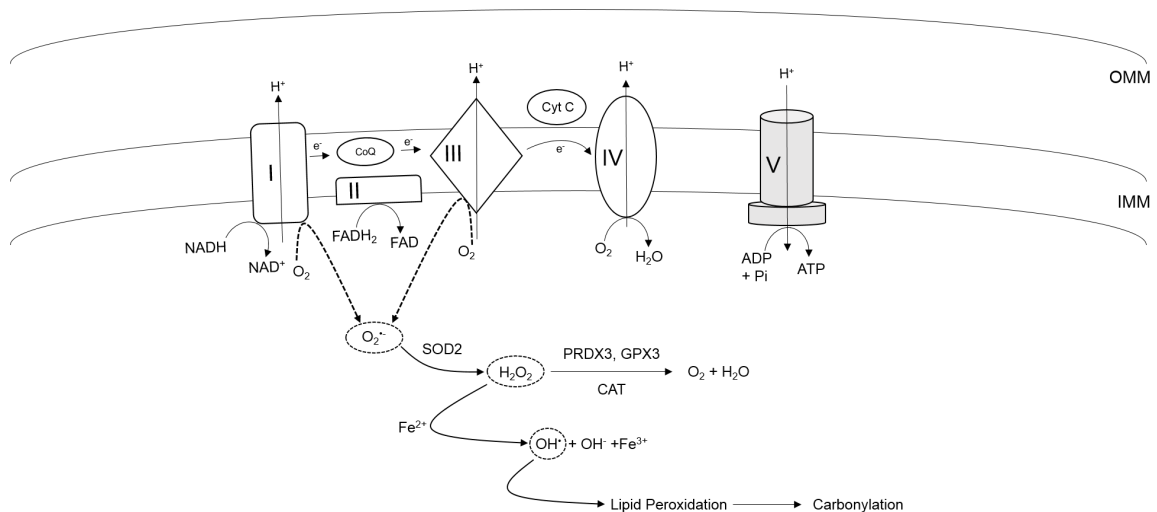 OMM
H⁺
H⁺
H⁺
H⁺
Cyt C
I
e⁻
CoQ
e⁻
III
e⁻
IV
V
II
IMM
NADH
NAD⁺
O₂
FADH₂
FAD
O₂
O₂
H₂O
ADP
+ Pi
ATP
O₂•⁻
SOD2
H₂O₂
PRDX3, GPX3
CAT
O₂ + H₂O
Fe²⁺
OH• + OH⁻ +Fe³⁺
Lipid Peroxidation
Carbonylation